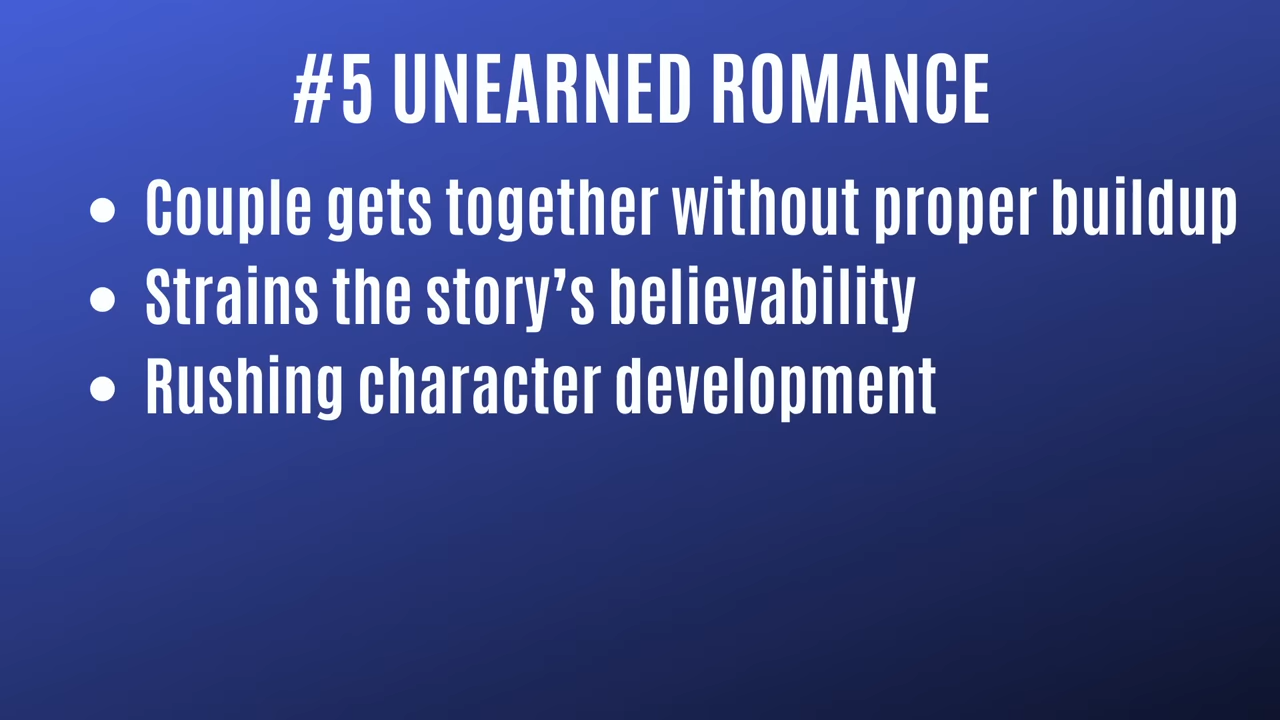 #5 UNEARNED ROMANCE
• Couple gets together without proper buildup
• Strains the story’s believability
• Rushing character development